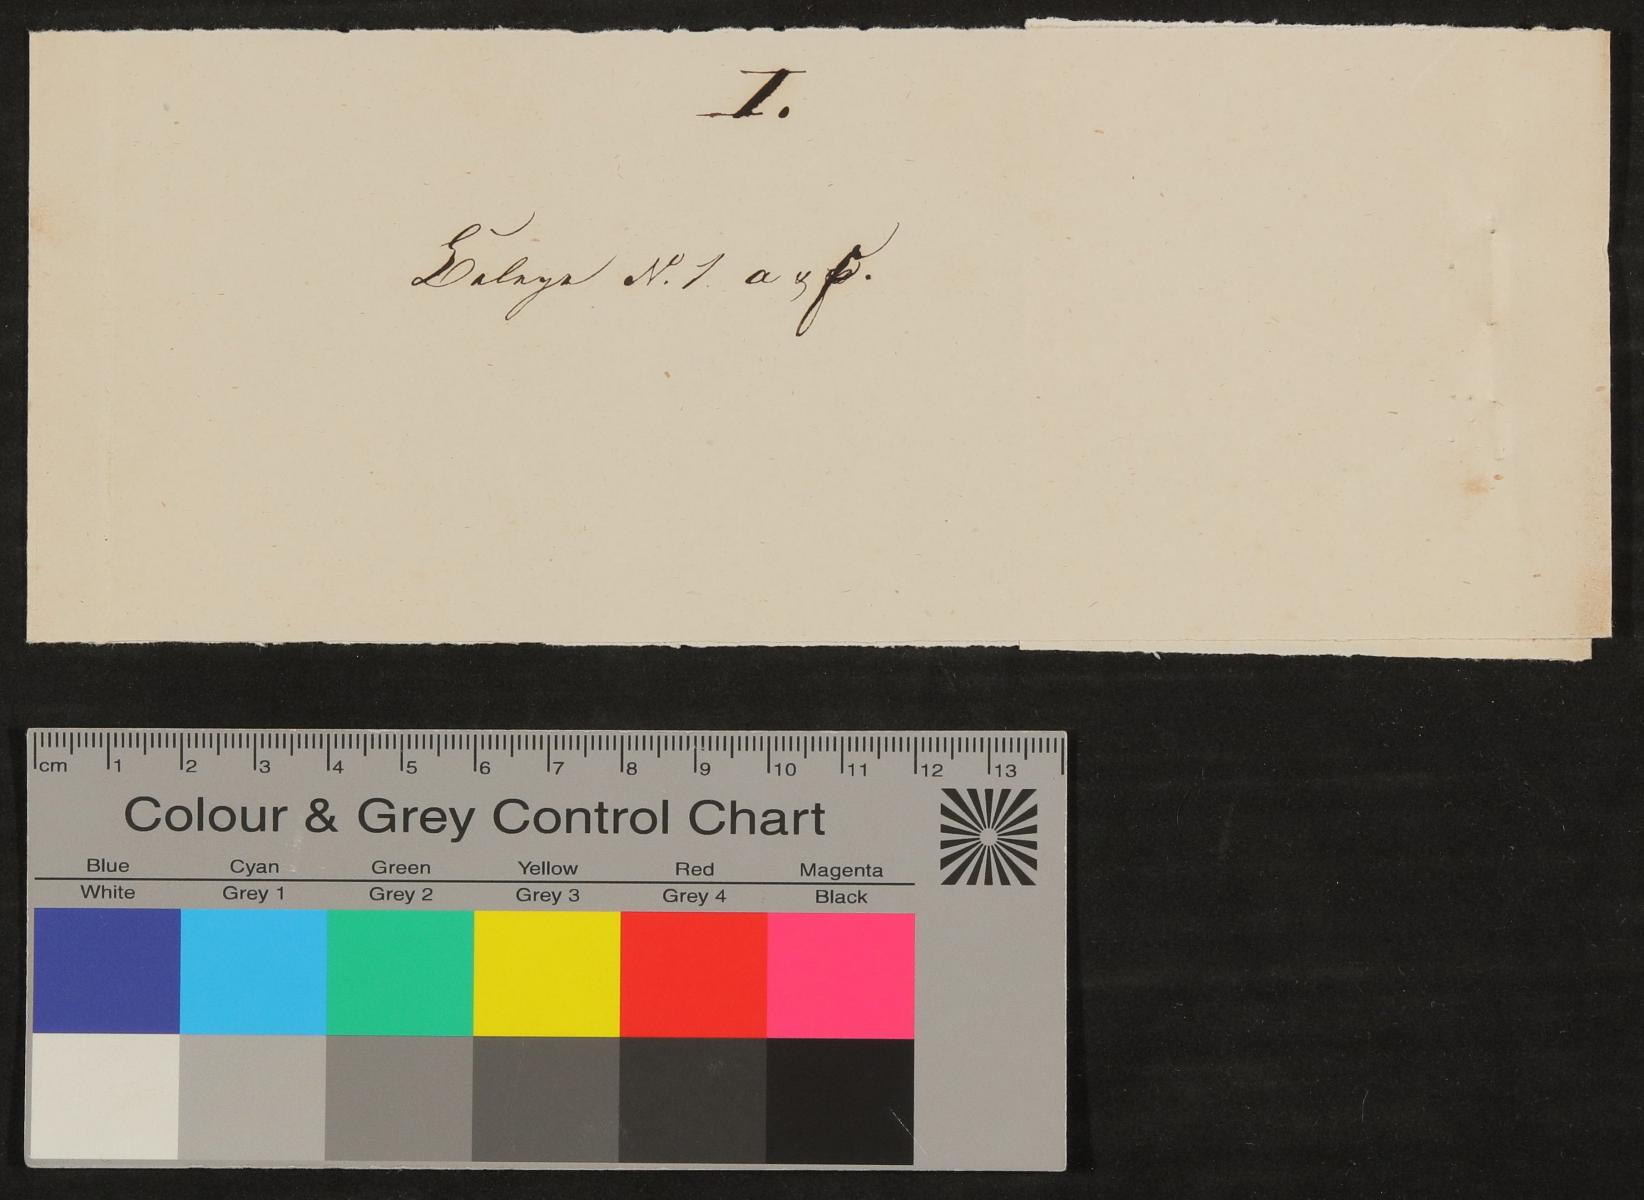 I.
N.º 1. a &
cm 1 2 3 4 5 6 7 8 9 10 11 12 13
Colour & Grey Control Chart
Blue Cyan Green Yellow Red Magenta
White Grey 1 Grey 2 Grey 3 Grey 4 Black